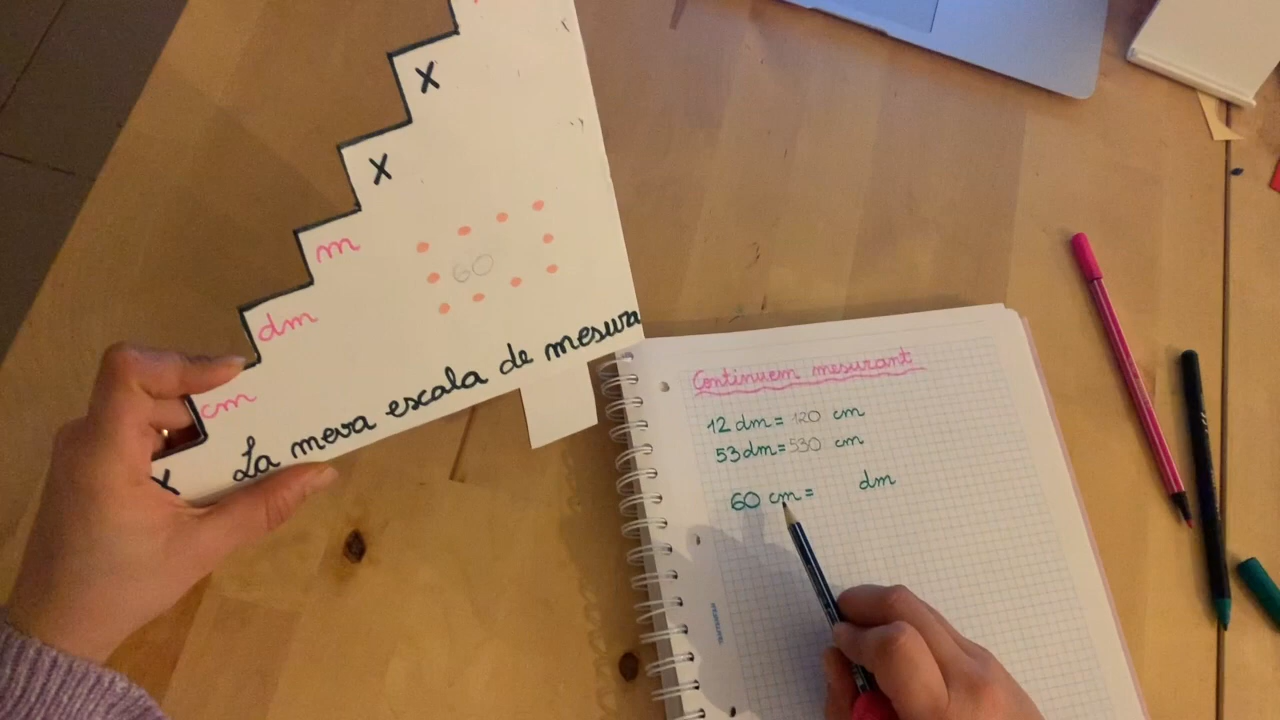 X
X
m
60
dm
cm
X
La meva escala de mesura
Continuem mesurant
12 dm = 120 cm
53 dm = 530 cm
60 cm = dm